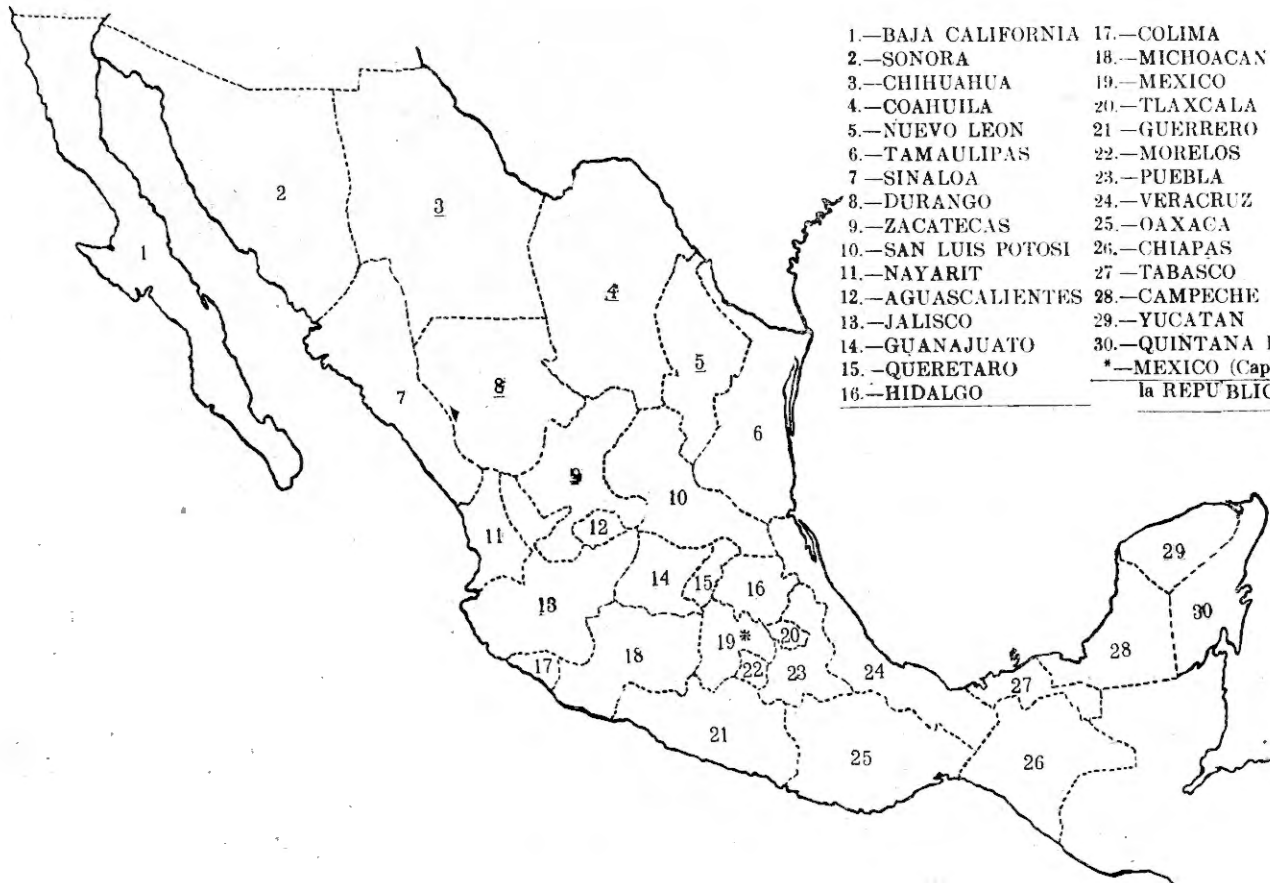 1.—BAJA CALIFORNIA
2.—SONORA
3.—CHIHUAHUA
4.—COAHUILA
5.—NUEVO LEON
6.—TAMAULIPAS
7.—SINALOA
8.—DURANGO
9.—ZACATECAS
10.—SAN LUIS POTOSI
11.—NAYARIT
12.—AGUASCALIENTES
13.—JALISCO
14.—GUANAJUATO
15.-QUERETARO
16.—HIDALGO
17.—COLIMA
18.—MICHOACAN
19.—MEXICO
20.—TLAXCALA
21—GUERRERO
22.—MORELOS
23.—PUEBLA
24.—VERACRUZ
25.—OAXACA
26.—CHIAPAS
27—TABASCO
28.—CAMPECHE
29.—YUCATAN
30.—QUINTANA
*—MEXICO (Cap
la REPUBLIC
1
2
3
4
5
6
7
8
9
10
11
12
13
14
15
16
17
18
19*
20
21
22
23
24
25
26
27
28
29
30